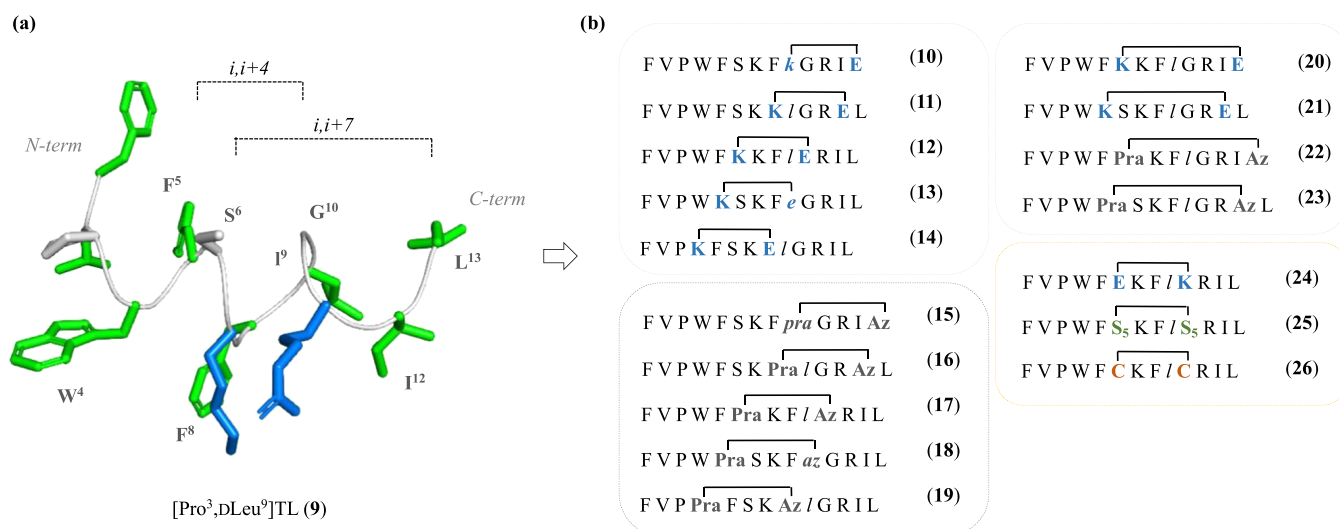 (a)
i,i+4
i,i+7
N-term
C-term
F⁵
S⁶
G¹⁰
l⁹
L¹³
W⁴
I¹²
F⁸
[Pro³,DLeu⁹]TL (9)
(b)
F V P W F S K F k G R I E (10)
F V P W F S K K l G R E L (11)
F V P W F K K F l E R I L (12)
F V P W K S K F e G R I L (13)
F V P K F S K E l G R I L (14)
F V P W F S K F pra G R I Az (15)
F V P W F S K Pra l G R Az L (16)
F V P W F Pra K F l Az R I L (17)
F V P W Pra S K F az G R I L (18)
F V P Pra F S K Az l G R I L (19)
F V P W F K K F l G R I E (20)
F V P W K S K F l G R E L (21)
F V P W F Pra K F l G R I Az (22)
F V P W Pra S K F l G R Az L (23)
F V P W F E K F l K R I L (24)
F V P W F S₅ K F l S₅ R I L (25)
F V P W F C K F l C R I L (26)